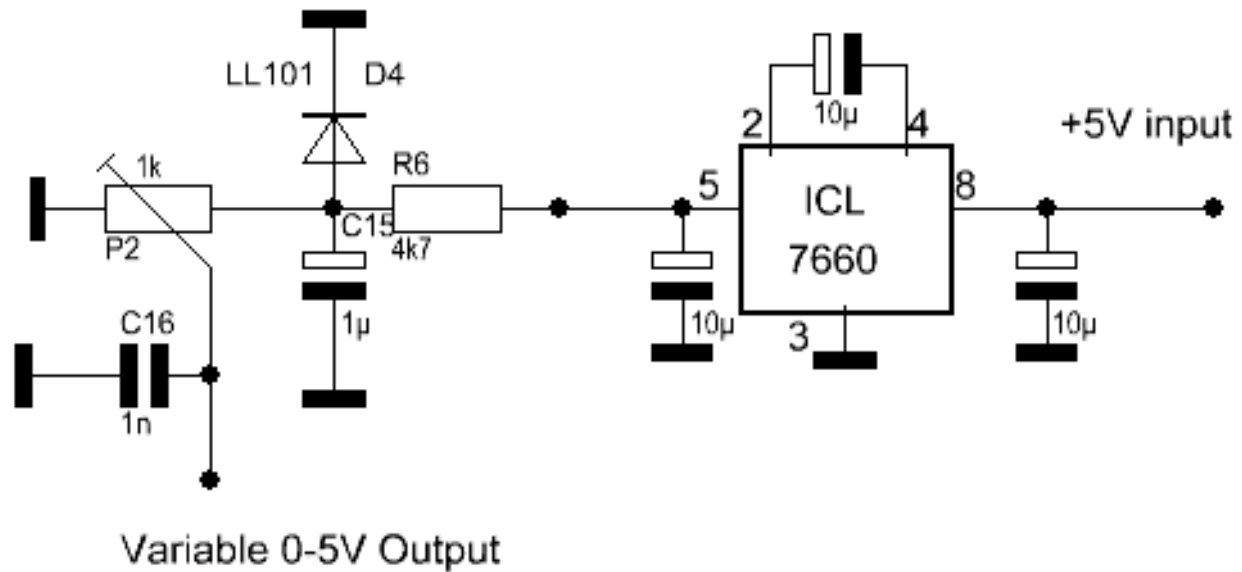 LL101
D4
10µ
2
4
+5V input
1k
R6
5
ICL
8
P2
C15
4k7
7660
C16
1µ
10µ
3
10µ
1n
Variable 0-5V Output